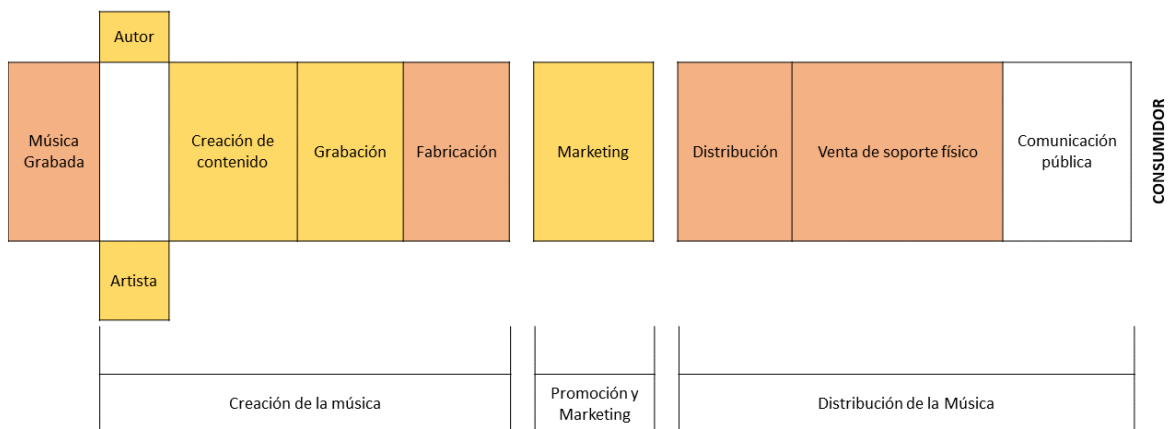 Autor
Música
Grabada
Creación de
contenido
Grabación
Fabricación
Marketing
Distribución
Venta de soporte físico
Comunicación
pública
CONSUMIDOR
Artista
Creación de la música
Promoción y
Marketing
Distribución de la Música